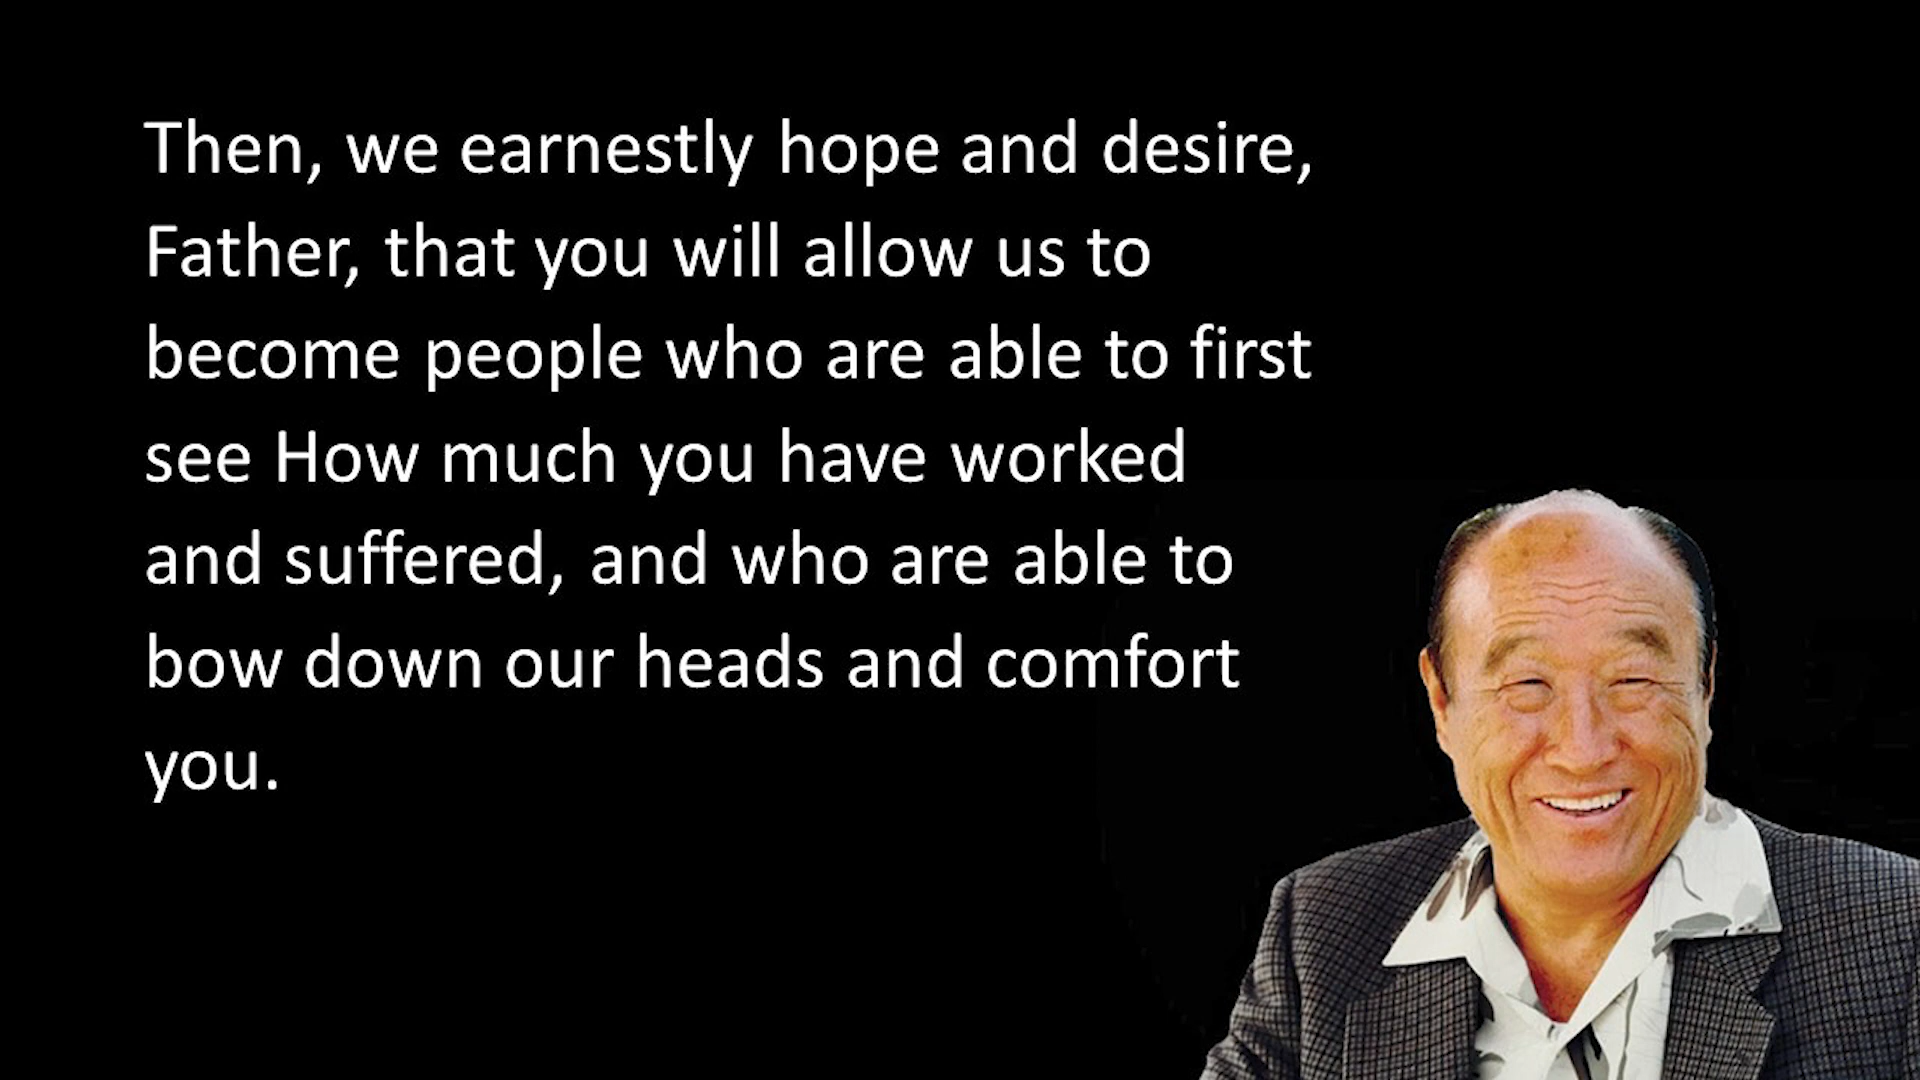 Then, we earnestly hope and desire,
Father, that you will allow us to
become people who are able to first
see How much you have worked
and suffered, and who are able to
bow down our heads and comfort
you.